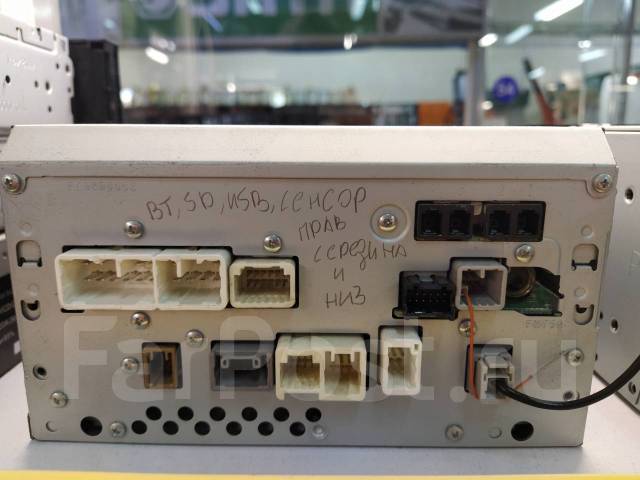 BT, SD, USB, СЕНСОР
ПРАВ
СЕРЕДИНА
И
НИЗ
FarPost.ru